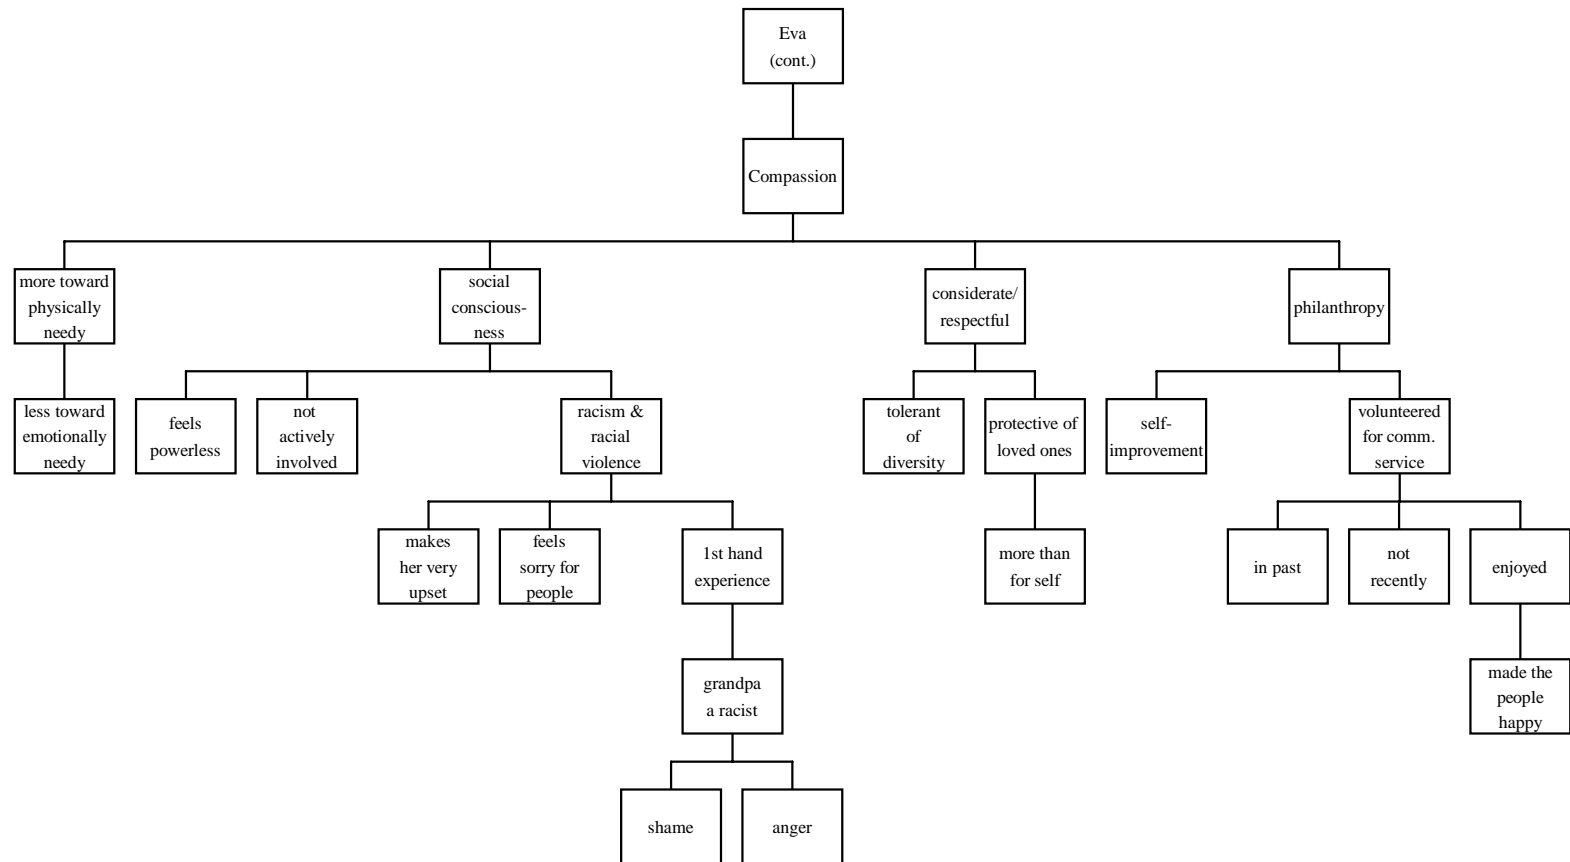 Eva
(cont.)
Compassion
more toward
physically
needy
social
conscious-
ness
considerate/
respectful
philanthropy
less toward
emotionally
needy
feels
powerless
not
actively
involved
racism &
racial
violence
tolerant
of
diversity
protective of
loved ones
self-
improvement
volunteered
for comm.
service
makes
her very
upset
feels
sorry for
people
1st hand
experience
more than
for self
in past
not
recently
enjoyed
grandpa
a racist
made the
people
happy
shame
anger